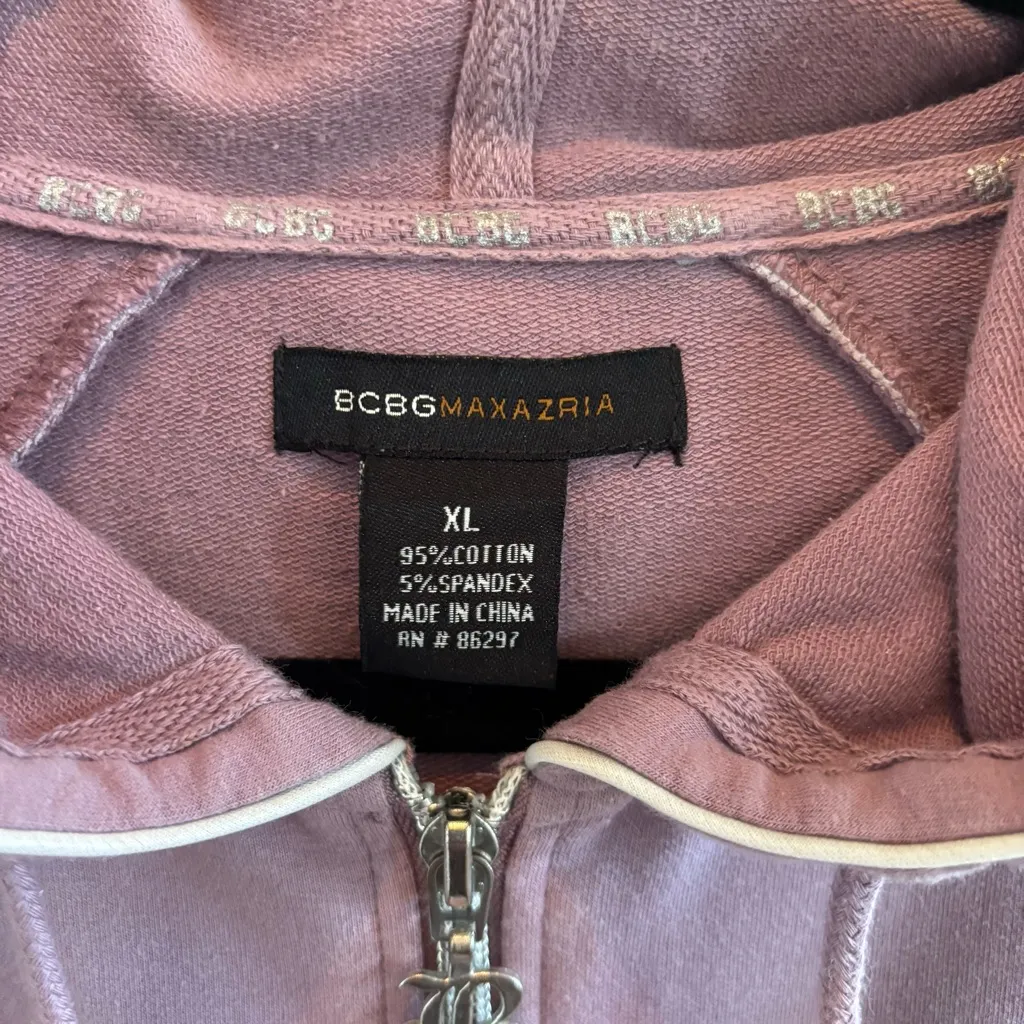 BCBG BCBG BCBG BCBG BCBG
BCBGMAXAZRIA
XL
95%COTTON
5%SPANDEX
MADE IN CHINA
RN # 86297